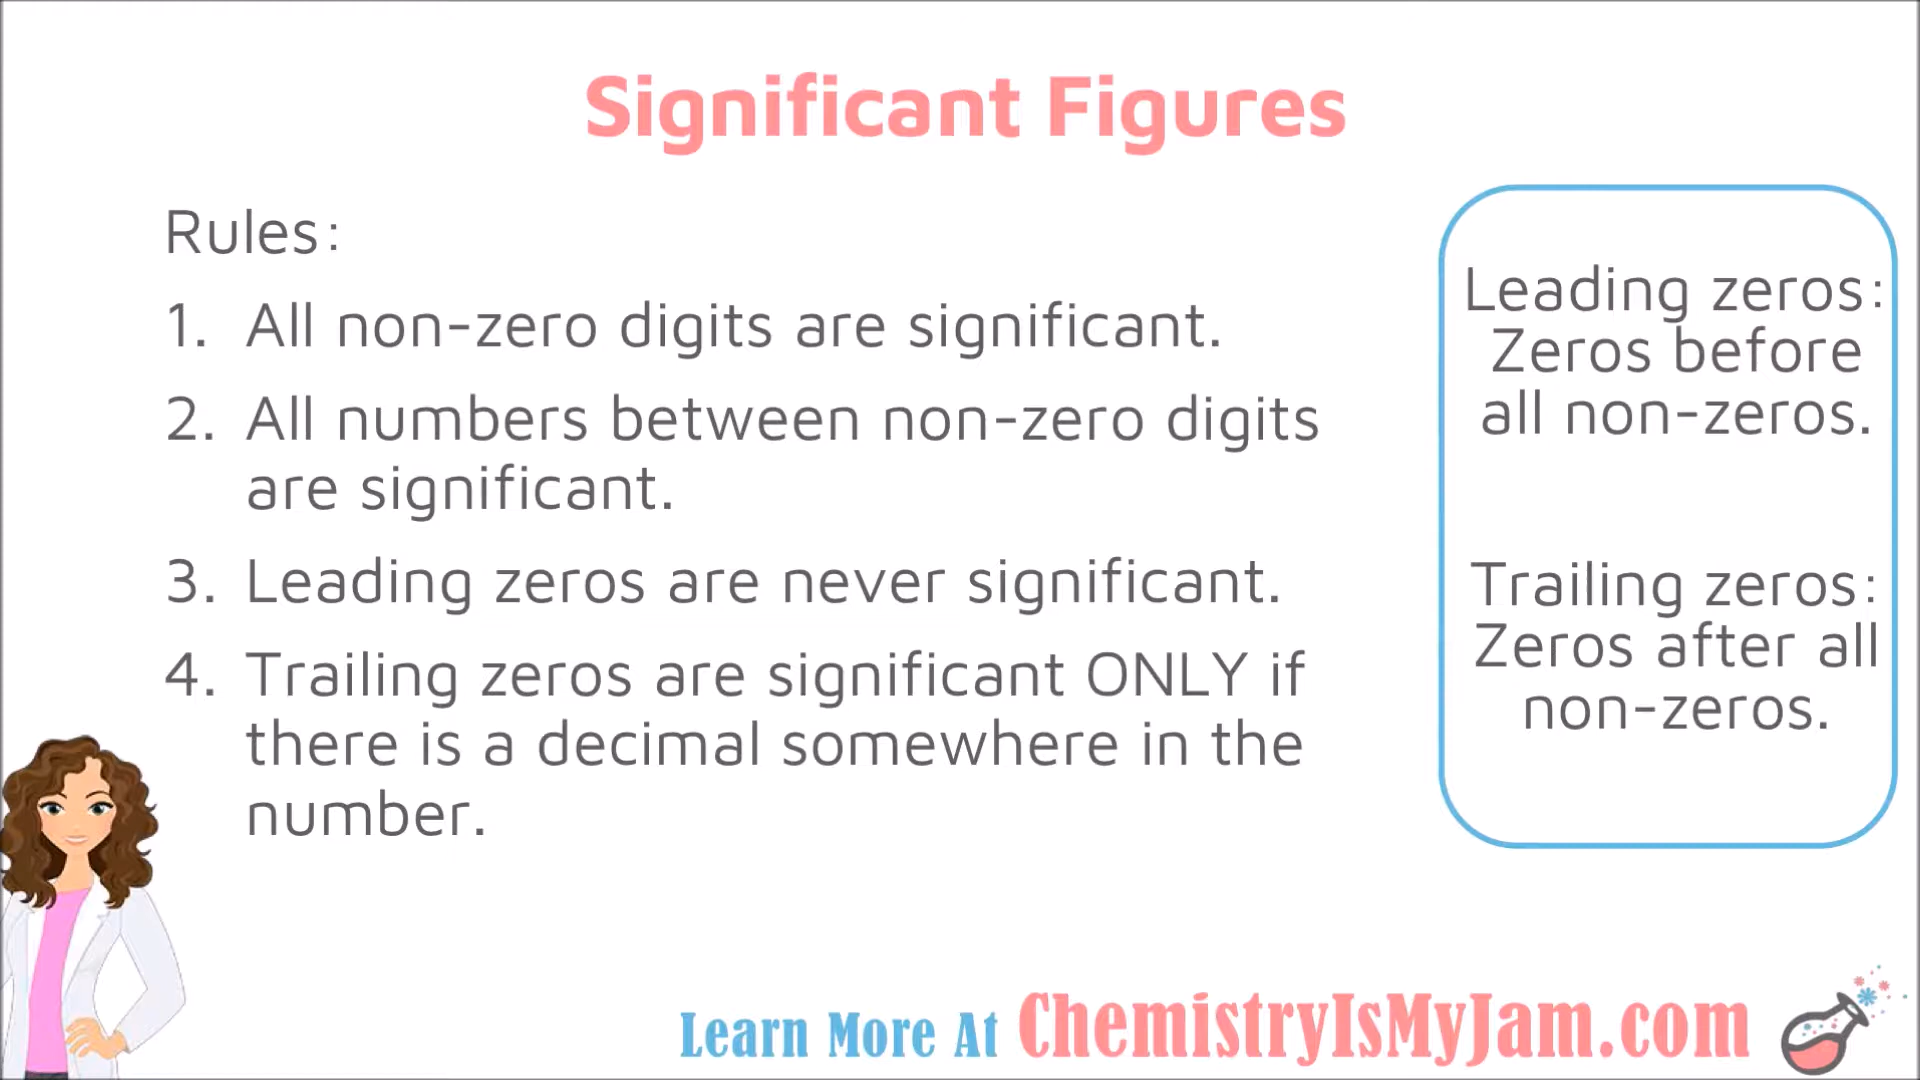 Significant Figures
Rules:
1. All non-zero digits are significant.
2. All numbers between non-zero digits
are significant.
3. Leading zeros are never significant.
4. Trailing zeros are significant ONLY if
there is a decimal somewhere in the
number.
Leading zeros:
Zeros before
all non-zeros.
Trailing zeros:
Zeros after all
non-zeros.
Learn More At ChemistryIsMyJam.com